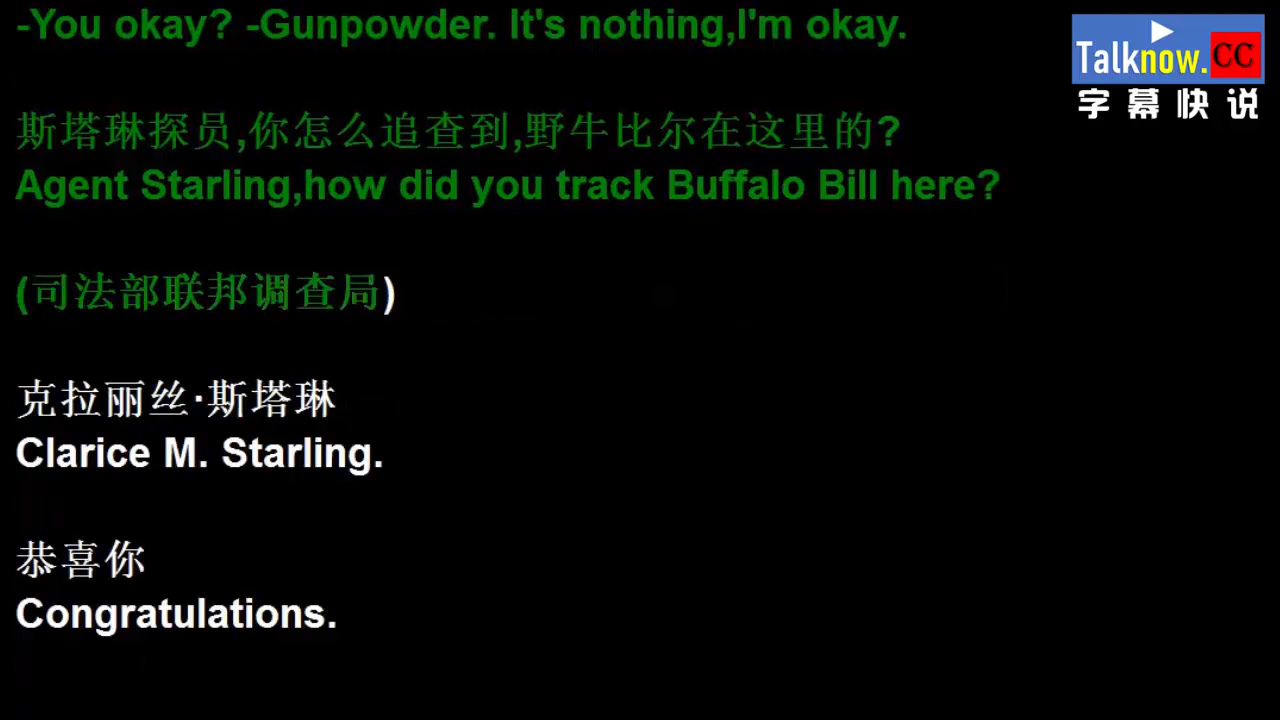 -You okay? -Gunpowder. It's nothing,I'm okay.
斯塔琳探员,你怎么追查到,野牛比尔在这里的?
Agent Starling,how did you track Buffalo Bill here?
(司法部联邦调查局)
克拉丽丝·斯塔琳
Clarice M. Starling.
恭喜你
Congratulations.
Talknow.CC
字幕快说